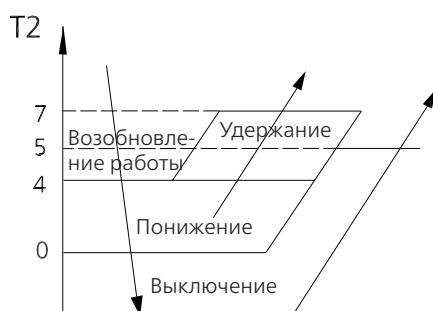 T2
7
Возобновле-
ние работы
Удержание
5
4
Понижение
0
Выключение